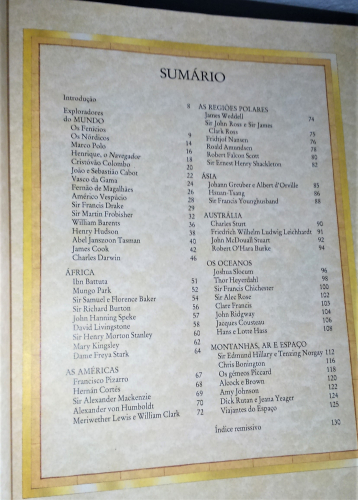 SUMÁRIO
Introdução 8
Exploradores
do MUNDO
Os Fenícios 9
Os Nórdicos 14
Marco Polo 16
Henrique, o Navegador 18
Cristóvão Colombo 20
João e Sebastião Cabot 22
Vasco da Gama 24
Fernão de Magalhães 26
Américo Vespúcio 28
Sir Francis Drake 29
Sir Martin Frobisher 32
William Barents 36
Henry Hudson 38
Abel Janszoon Tasman 40
James Cook 42
Charles Darwin 46
ÁFRICA
Ibn Battuta 51
Mungo Park 52
Sir Samuel e Florence Baker 54
Sir Richard Burton
John Hanning Speke 57
David Livingstone 58
Sir Henry Morton Stanley 60
Mary Kingsley 62
Dame Freya Stark 64
AS AMÉRICAS
Francisco Pizarro 67
Hernán Cortés 68
Sir Alexander Mackenzie 69
Alexander von Humboldt 70
Meriwether Lewis e William Clark 72
AS REGIÕES POLARES
James Weddell 74
Sir John Ross e Sir James
Clark Ross 75
Fridtjof Nansen 76
Roald Amundsen 78
Robert Falcon Scott 80
Sir Ernest Henry Shackleton 82
ÁSIA
Johann Greuber e Albert d'Orville 85
Hsuan-Tsang 86
Sir Francis Younghusband 88
AUSTRÁLIA
Charles Sturt 90
Friedrich Wilhelm Ludwig Leichhardt 91
John McDouall Stuart 92
Robert O'Hara Burke 94
OS OCEANOS
Joshua Slocum 96
Thor Heyerdahl 98
Sir Francis Chichester 100
Sir Alec Rose 102
Clare Francis 103
John Ridgway 104
Jacques Cousteau 106
Hans e Lotte Hass 108
MONTANHAS, AR E ESPAÇO
Sir Edmund Hillary e Tenzing Norgay 112
Chris Bonington 116
Os gêmeos Piccard 118
Alcock e Brown 120
Amy Johnson 122
Dick Rutan e Jeana Yeager 124
Viajantes do Espaço 125
Índice remissivo 130